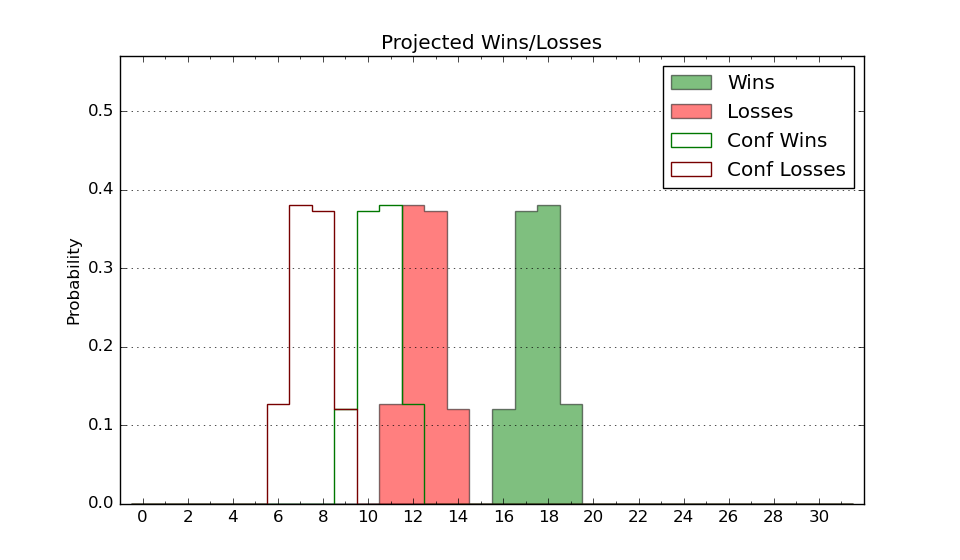 Projected Wins/Losses
Wins
Losses
Conf Wins
Conf Losses
Probability
0.5
0.4
0.3
0.2
0.1
0.0
0 2 4 6 8 10 12 14 16 18 20 22 24 26 28 30